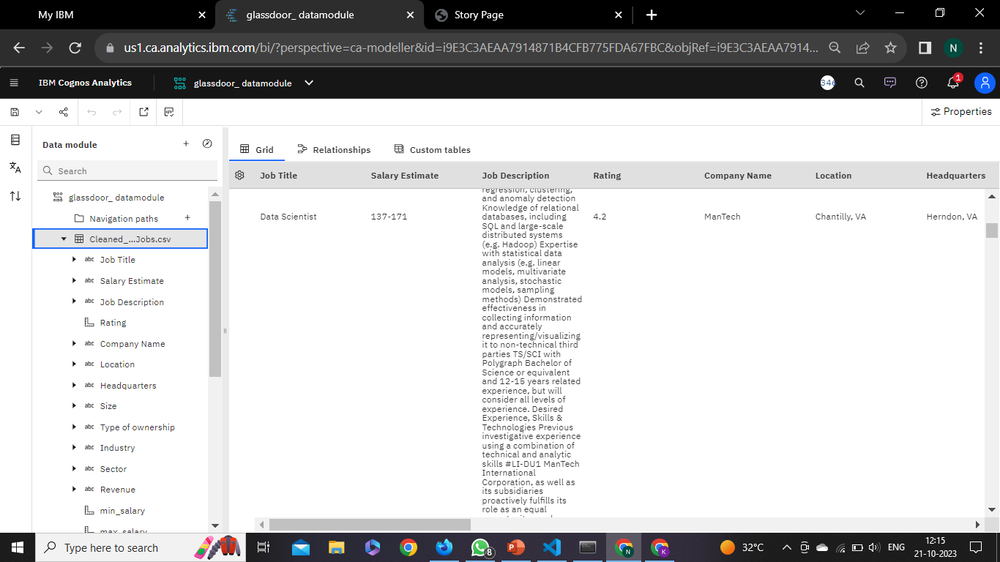 My IBM
glassdoor_ datamodule
Story Page
us1.ca.analytics.ibm.com/bi/?perspective=ca-modeller&id=i9E3C3AEAA7914871B4CFB775FDA67FBC&objRef=i9E3C3AEAA7914...
N
IBM Cognos Analytics
glassdoor_ datamodule
346
1
Properties
Data module
Search
glassdoor_ datamodule
Navigation paths
Cleaned_...Jobs.csv
abc Job Title
abc Salary Estimate
abc Job Description
Rating
abc Company Name
abc Location
abc Headquarters
abc Size
abc Type of ownership
abc Industry
abc Sector
abc Revenue
min_salary
max_salary
Grid
Relationships
Custom tables
Job Title Salary Estimate Job Description Rating Company Name Location Headquarters
Data Scientist 137-171
regression, clustering,
and anomaly detection
Knowledge of relational
databases, including
SQL and large-scale
distributed systems
(e.g. Hadoop) Expertise
with statistical data
analysis (e.g. linear
models, multivariate
analysis, stochastic
models, sampling
methods) Demonstrated
effectiveness in
collecting information
and accurately
representing/visualizing
it to non-technical third
parties TS/SCI with
Polygraph Bachelor of
Science or equivalent
and 12-15 years related
experience, but will
consider all levels of
experience. Desired
Experience, Skills &
Technologies Previous
investigative experience
using a combination of
technical and analytic
skills #LI-DU1 ManTech
International
Corporation, as well as
its subsidiaries
proactively fulfills its
role as an equal
4.2 ManTech Chantilly, VA Herndon, VA
Type here to search
8
N
K
32°C
ENG
12:15
21-10-2023